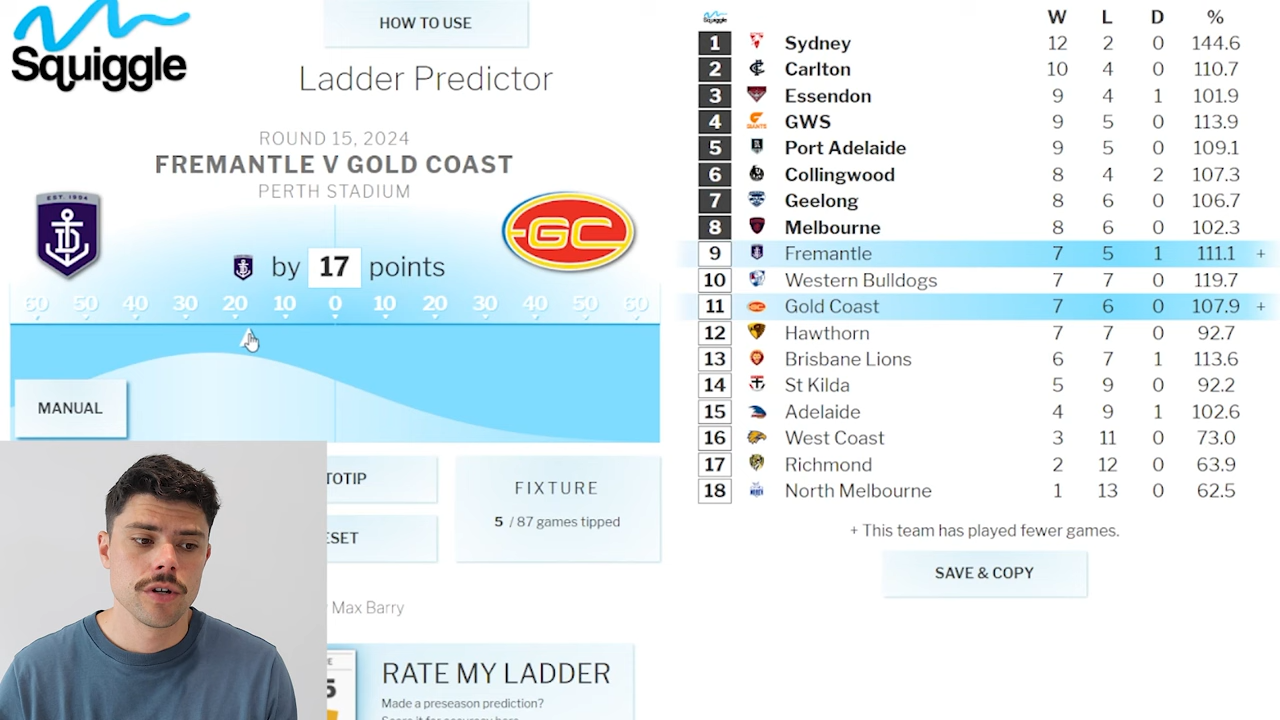 Squiggle
HOW TO USE
Ladder Predictor
ROUND 15, 2024
FREMANTLE V GOLD COAST
PERTH STADIUM
EST. 1994
GC
by 17 points
60 50 40 30 20 10 0 10 20 30 40 50 60
MANUAL
TOTIP
ESET
FIXTURE
5 / 87 games tipped
Max Barry
RATE MY LADDER
Made a preseason prediction?
W L D %
1 Sydney 12 2 0 144.6
2 Carlton 10 4 0 110.7
3 Essendon 9 4 1 101.9
4 GWS 9 5 0 113.9
5 Port Adelaide 9 5 0 109.1
6 Collingwood 8 4 2 107.3
7 Geelong 8 6 0 106.7
8 Melbourne 8 6 0 102.3
9 Fremantle 7 5 1 111.1 +
10 Western Bulldogs 7 7 0 119.7
11 Gold Coast 7 6 0 107.9 +
12 Hawthorn 7 7 0 92.7
13 Brisbane Lions 6 7 1 113.6
14 St Kilda 5 9 0 92.2
15 Adelaide 4 9 1 102.6
16 West Coast 3 11 0 73.0
17 Richmond 2 12 0 63.9
18 North Melbourne 1 13 0 62.5
+ This team has played fewer games.
SAVE & COPY